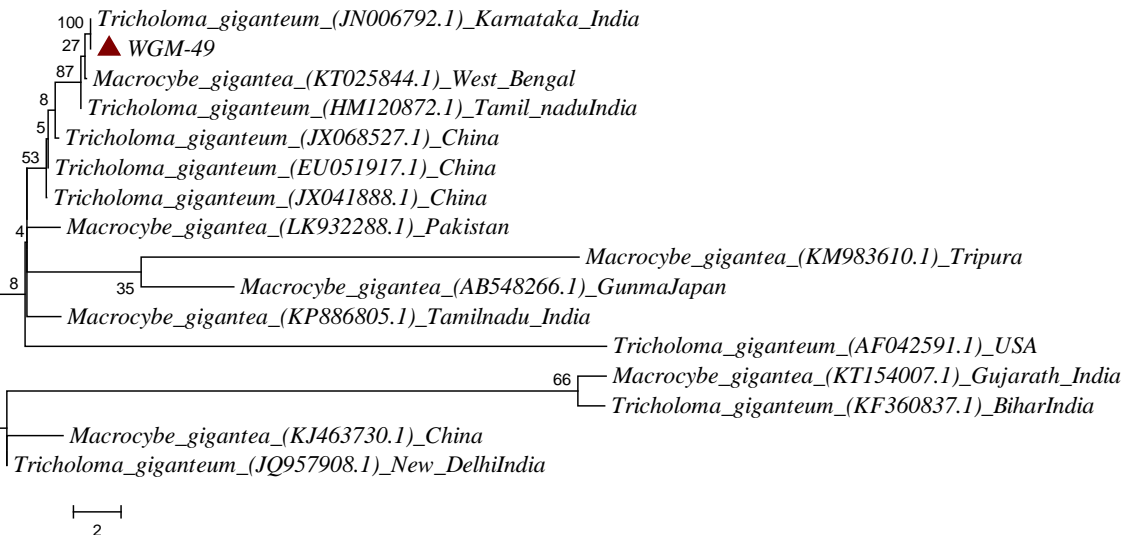 100
Tricholoma_giganteum_(JN006792.1)_Karnataka_India
27
WGM-49
87
Macrocybe_gigantea_(KT025844.1)_West_Bengal
8
Tricholoma_giganteum_(HM120872.1)_Tamil_naduIndia
5
Tricholoma_giganteum_(JX068527.1)_China
53
Tricholoma_giganteum_(EU051917.1)_China
Tricholoma_giganteum_(JX041888.1)_China
4
Macrocybe_gigantea_(LK932288.1)_Pakistan
Macrocybe_gigantea_(KM983610.1)_Tripura
8
35
Macrocybe_gigantea_(AB548266.1)_GunmaJapan
Macrocybe_gigantea_(KP886805.1)_Tamilnadu_India
Tricholoma_giganteum_(AF042591.1)_USA
66
Macrocybe_gigantea_(KT154007.1)_Gujarath_India
Tricholoma_giganteum_(KF360837.1)_BiharIndia
Macrocybe_gigantea_(KJ463730.1)_China
Tricholoma_giganteum_(JQ957908.1)_New_DelhiIndia
2